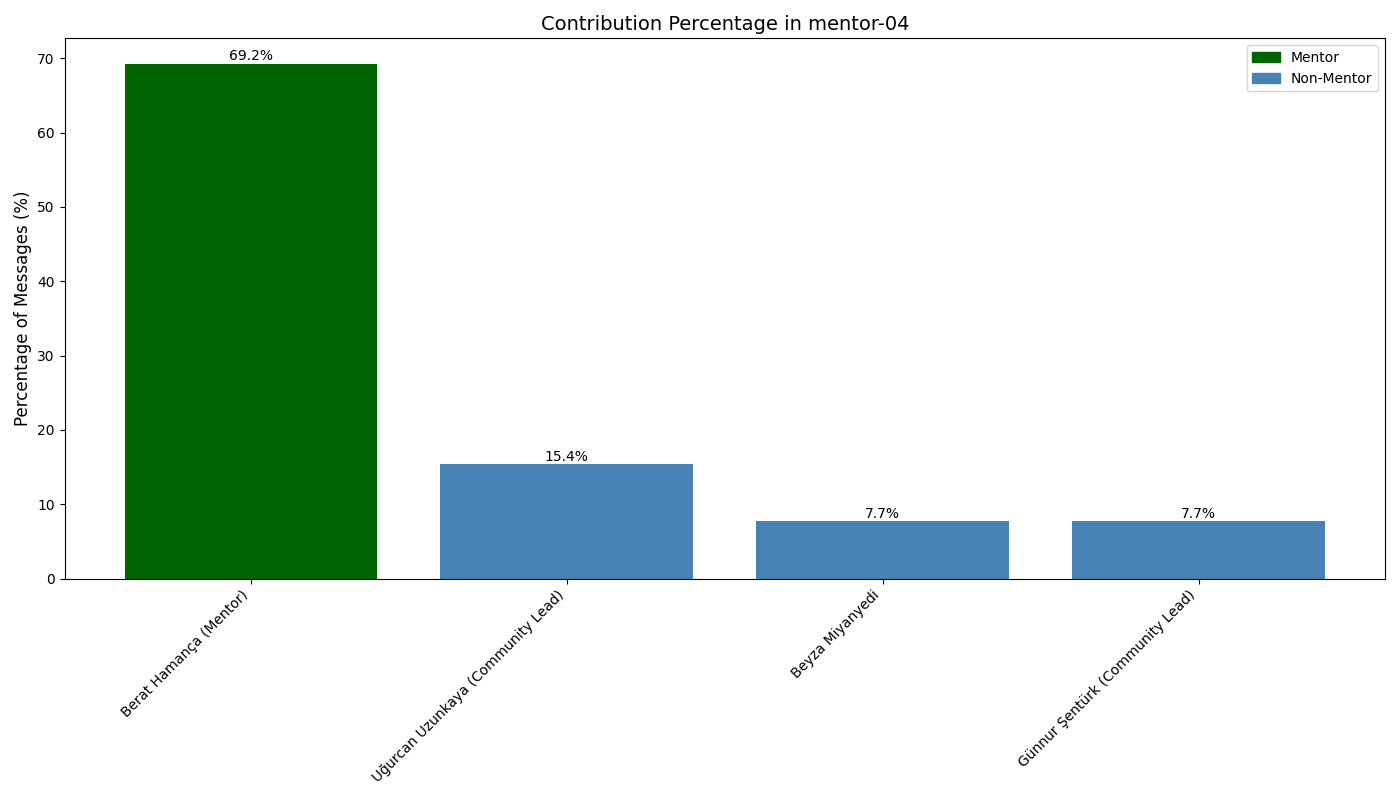 Contribution Percentage in mentor-04
Mentor
Non-Mentor
Percentage of Messages (%)
70
60
50
40
30
20
10
0
69.2%
15.4%
7.7%
7.7%
Berat Hamança (Mentor)
Uğurcan Uzunkaya (Community Lead)
Beyza Miyanyedi
Günnur Şentürk (Community Lead)